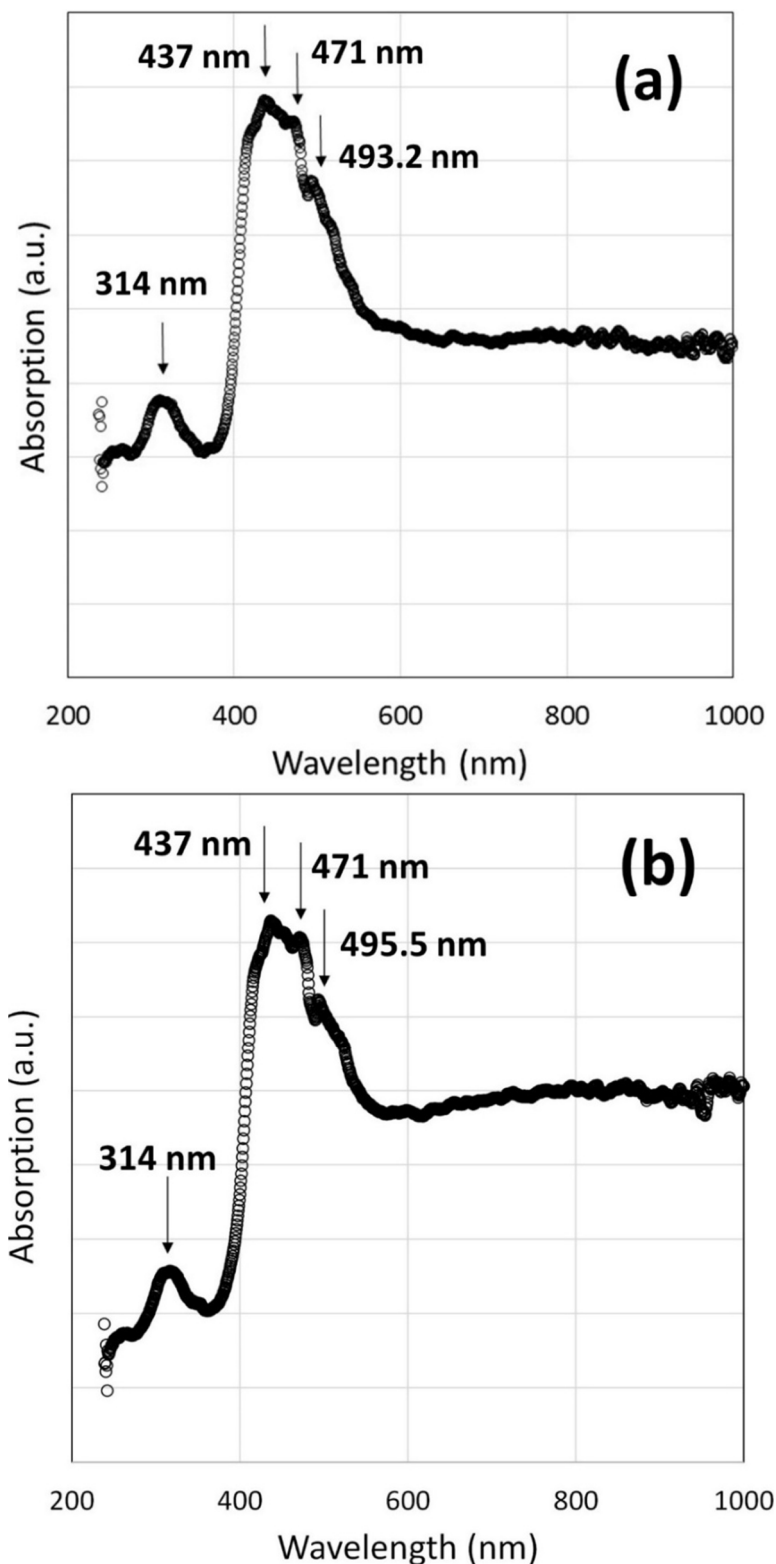 437 nm
471 nm
(a)
493.2 nm
314 nm
Absorption (a.u.)
200 400 600 800 1000
Wavelength (nm)
437 nm
471 nm
(b)
495.5 nm
314 nm
Absorption (a.u.)
200 400 600 800 1000
Wavelength (nm)